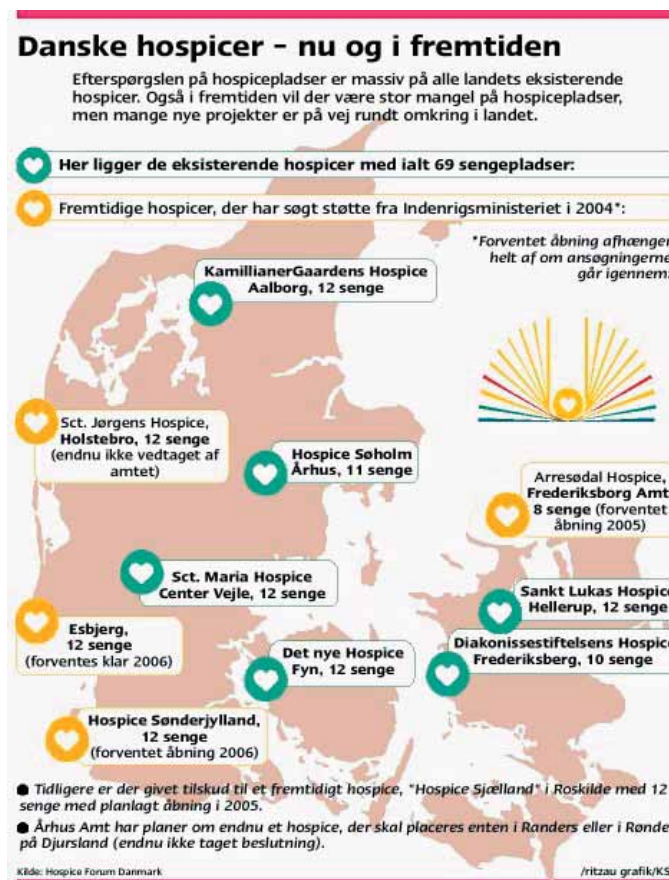 Danske hospicer – nu og i fremtiden
Efterspørgslen på hospicepladser er massiv på alle landets eksisterende
hospicer. Også i fremtiden vil der være stor mangel på hospicepladser,
men mange nye projekter er på vej rundt omkring i landet.
Her ligger de eksisterende hospicer med ialt 69 sengepladser:
Fremtidige hospicer, der har søgt støtte fra Indenrigsministeriet i 2004*:
*Forventet åbning afhænger
helt af om ansøgningerne
går igennem.
KamillianerGaardens Hospice
Aalborg, 12 senge
Sct. Jørgens Hospice,
Holstebro, 12 senge
(endnu ikke vedtaget af
amtet)
Hospice Søholm
Århus, 11 senge
Arresødal Hospice,
Frederiksborg Amt
8 senge (forventet
åbning 2005)
Sct. Maria Hospice
Center Vejle, 12 senge
Sankt Lukas Hospice
Hellerup, 12 senge
Esbjerg,
12 senge
(forventes klar 2006)
Det nye Hospice
Fyn, 12 senge
Diakonissestiftelsens Hospice
Frederiksberg, 10 senge
Hospice Sønderjylland,
12 senge
(forventet åbning 2006)
● Tidligere er der givet tilskud til et fremtidigt hospice, "Hospice Sjælland" i Roskilde med 12
senge med planlagt åbning i 2005.
● Århus Amt har planer om endnu et hospice, der skal placeres enten i Randers eller i Rønde
på Djursland (endnu ikke taget beslutning).
Kilde: Hospice Forum Danmark
/ritzau grafik/KS